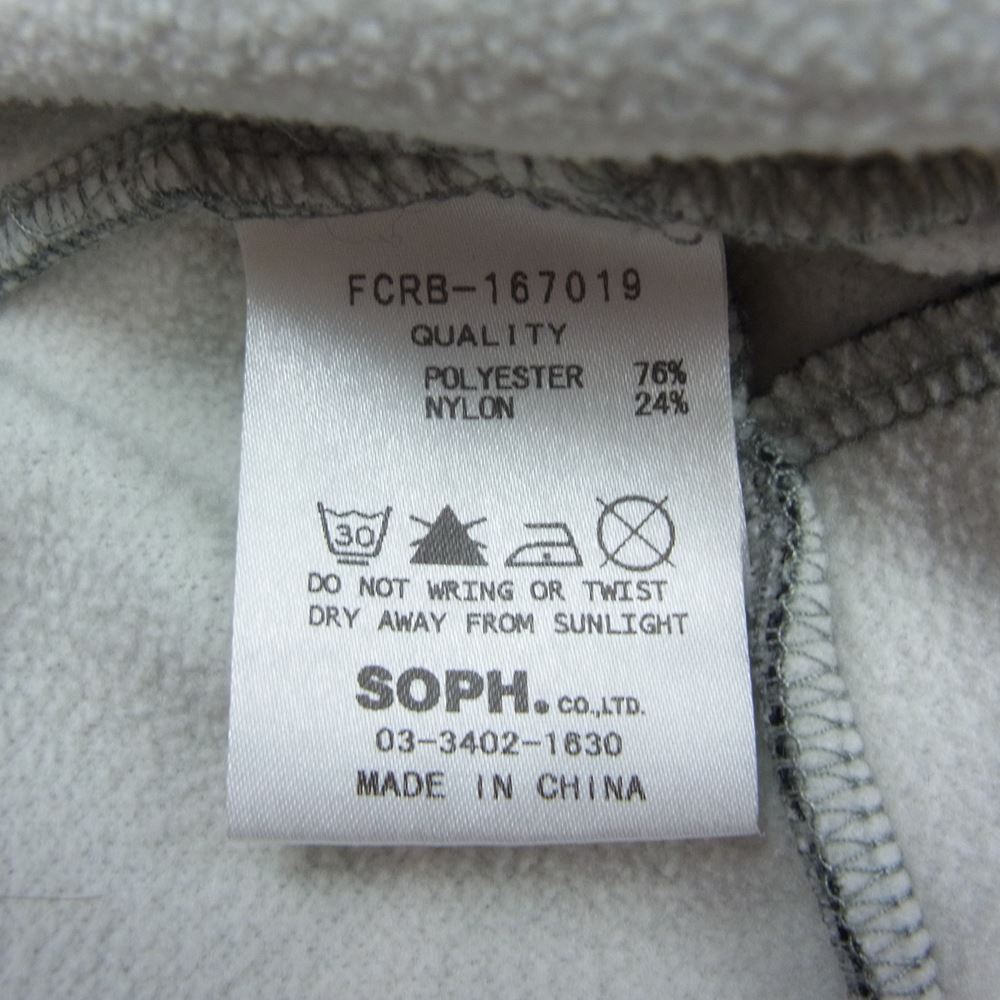 FCRB-167019
QUALITY
POLYESTER 76%
NYLON 24%
30
DO NOT WRING OR TWIST
DRY AWAY FROM SUNLIGHT
SOPH. CO.,LTD.
03-3402-1630
MADE IN CHINA